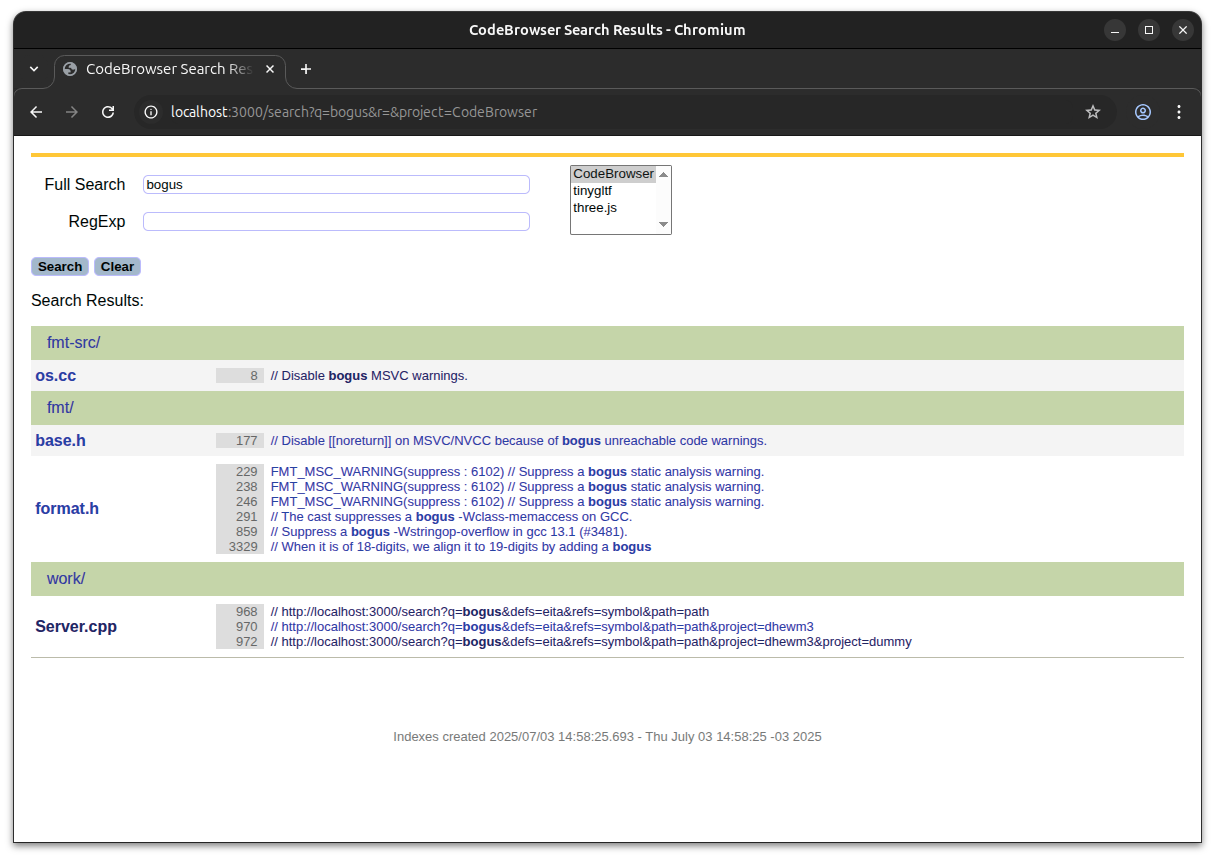 CodeBrowser Search Results - Chromium
CodeBrowser Search Res
localhost:3000/search?q=bogus&r=&project=CodeBrowser
Full Search bogus
CodeBrowser
tinygltf
three.js
RegExp
Search Clear
Search Results:
fmt-src/
os.cc 8 // Disable bogus MSVC warnings.
fmt/
base.h 177 // Disable [[noreturn]] on MSVC/NVCC because of bogus unreachable code warnings.
format.h
229 FMT_MSC_WARNING(suppress : 6102) // Suppress a bogus static analysis warning.
238 FMT_MSC_WARNING(suppress : 6102) // Suppress a bogus static analysis warning.
246 FMT_MSC_WARNING(suppress : 6102) // Suppress a bogus static analysis warning.
291 // The cast suppresses a bogus -Wclass-memaccess on GCC.
859 // Suppress a bogus -Wstringop-overflow in gcc 13.1 (#3481).
3329 // When it is of 18-digits, we align it to 19-digits by adding a bogus
work/
Server.cpp
968 // http://localhost:3000/search?q=bogus&defs=eita&refs=symbol&path=path
970 // http://localhost:3000/search?q=bogus&defs=eita&refs=symbol&path=path&project=dhewm3
972 // http://localhost:3000/search?q=bogus&defs=eita&refs=symbol&path=path&project=dhewm3&project=dummy
Indexes created 2025/07/03 14:58:25.693 - Thu July 03 14:58:25 -03 2025